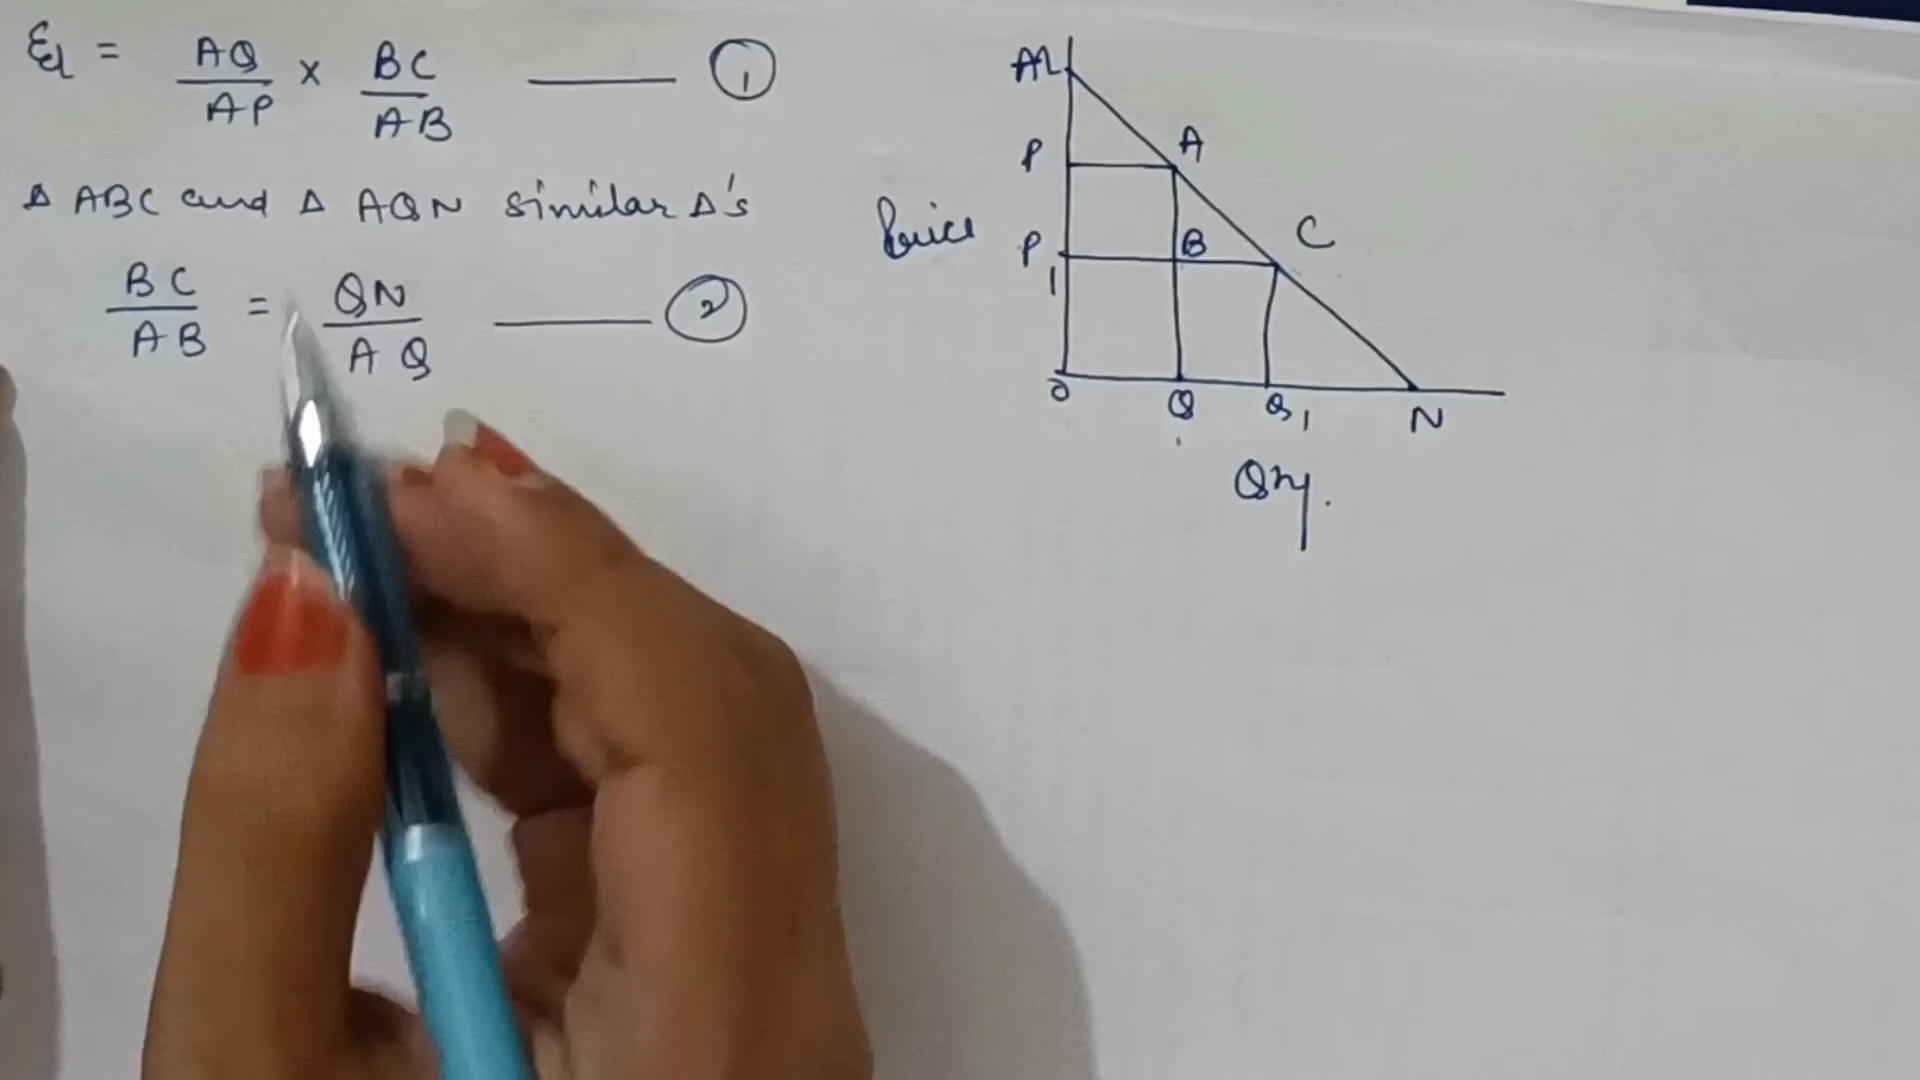 Ed = AQ/AP × BC/AB ——— ①
Δ ABC and Δ AQN similar Δ's
BC/AB = QN/AQ ——— ②
M
P
A
Price
P1
B
C
O
Q
Q1
N
Qty.